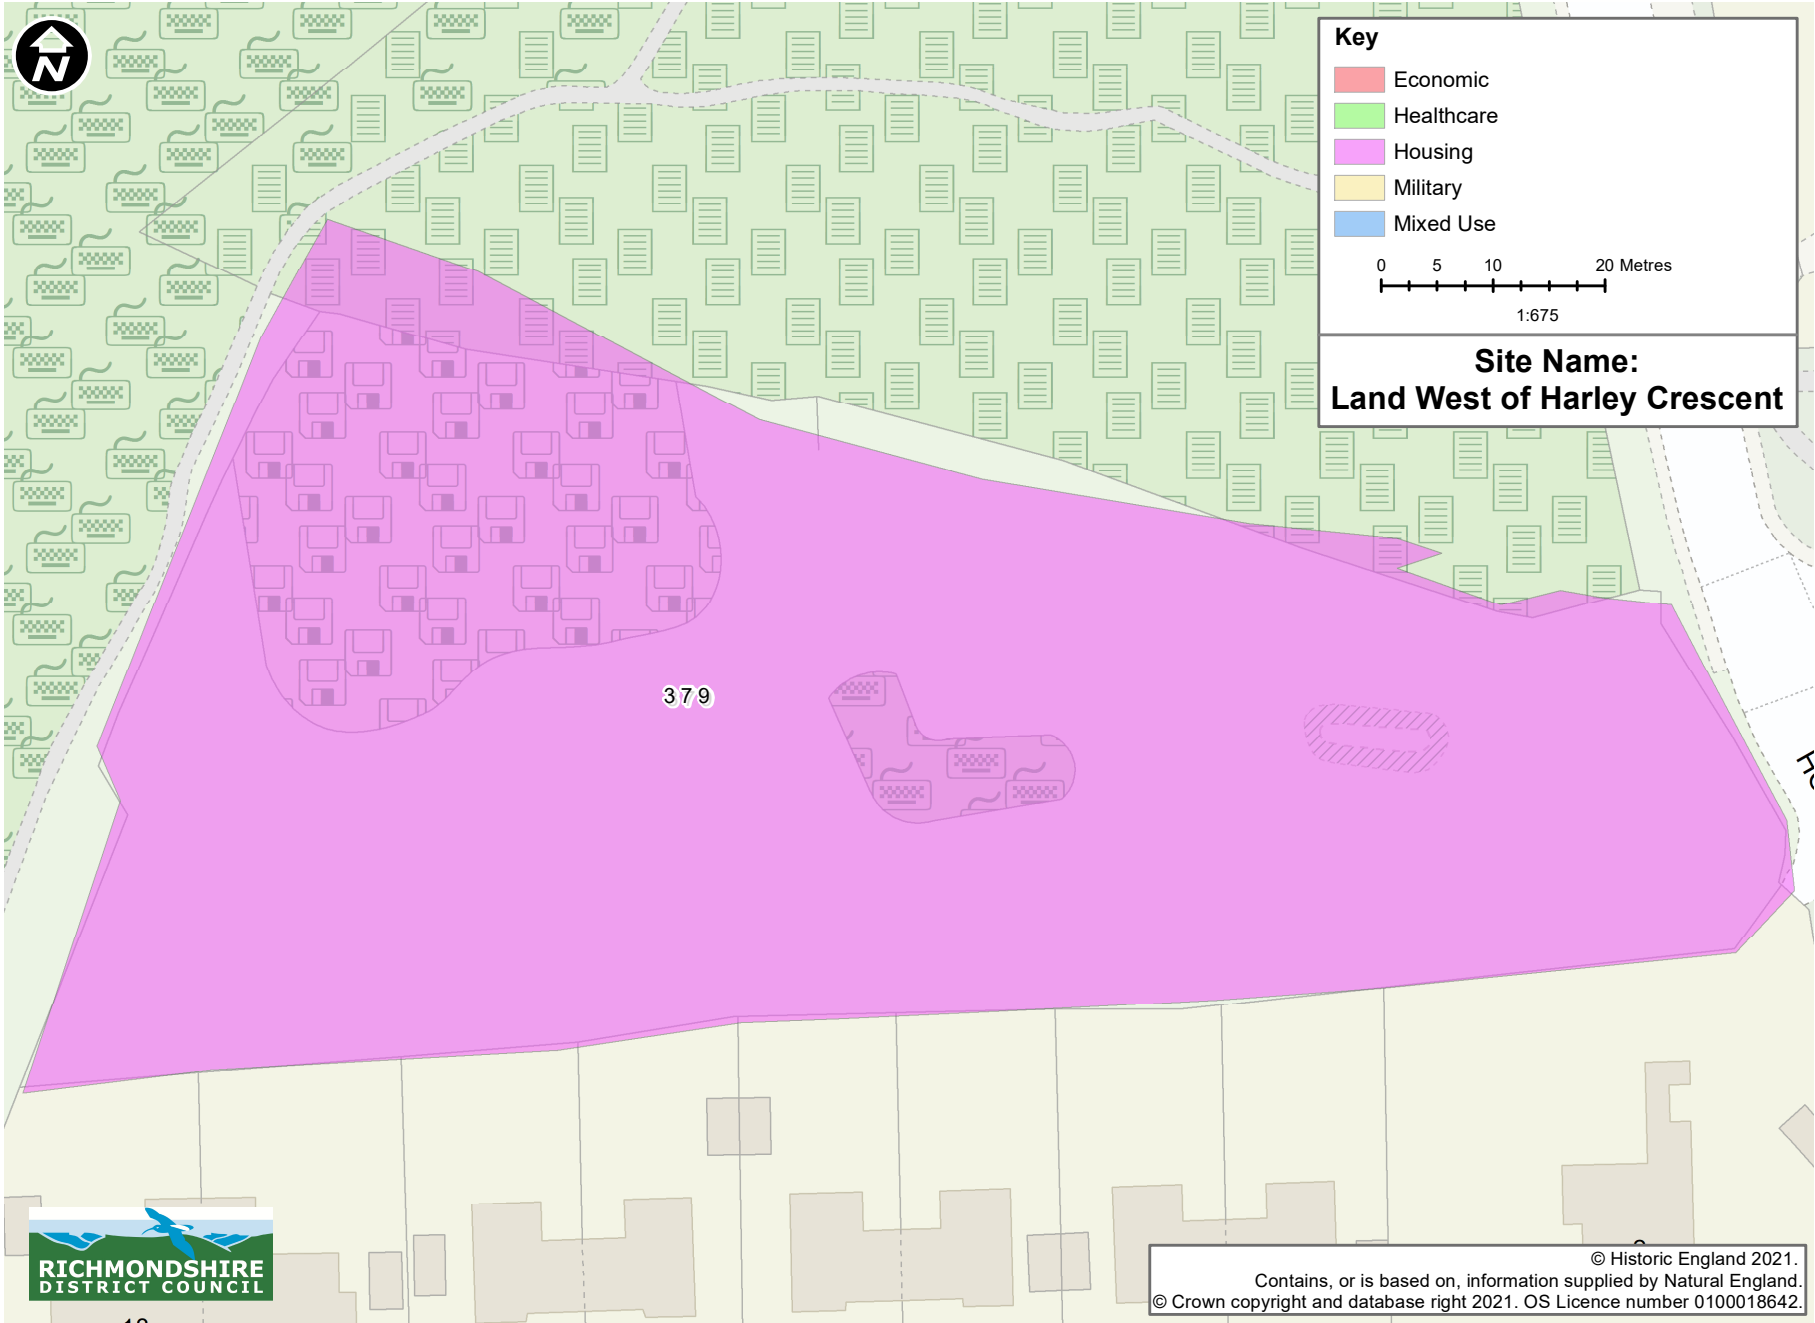 N
Key
Economic
Healthcare
Housing
Military
Mixed Use
0 5 10 20 Metres
1:675
Site Name:
Land West of Harley Crescent
379
RICHMONDSHIRE
DISTRICT COUNCIL
© Historic England 2021.
Contains, or is based on, information supplied by Natural England.
© Crown copyright and database right 2021. OS Licence number 0100018642.